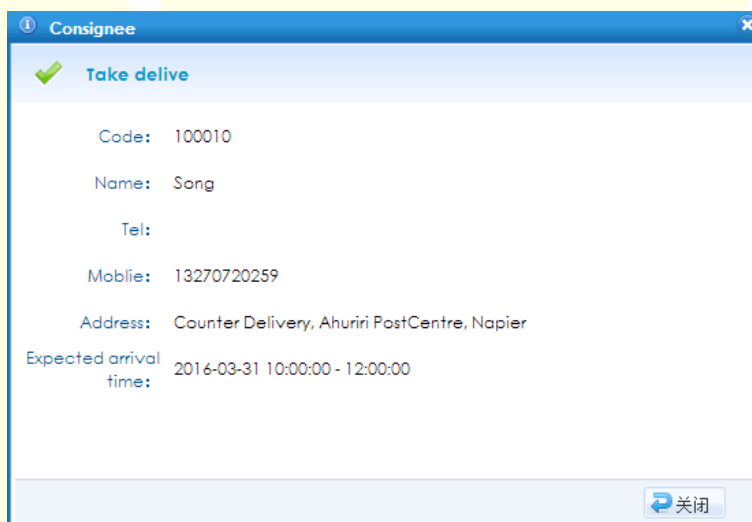 Consignee
Take delive
Code: 100010
Name: Song
Tel:
Moblie: 13270720259
Address: Counter Delivery, Ahuriri PostCentre, Napier
Expected arrival
time: 2016-03-31 10:00:00 - 12:00:00
关闭